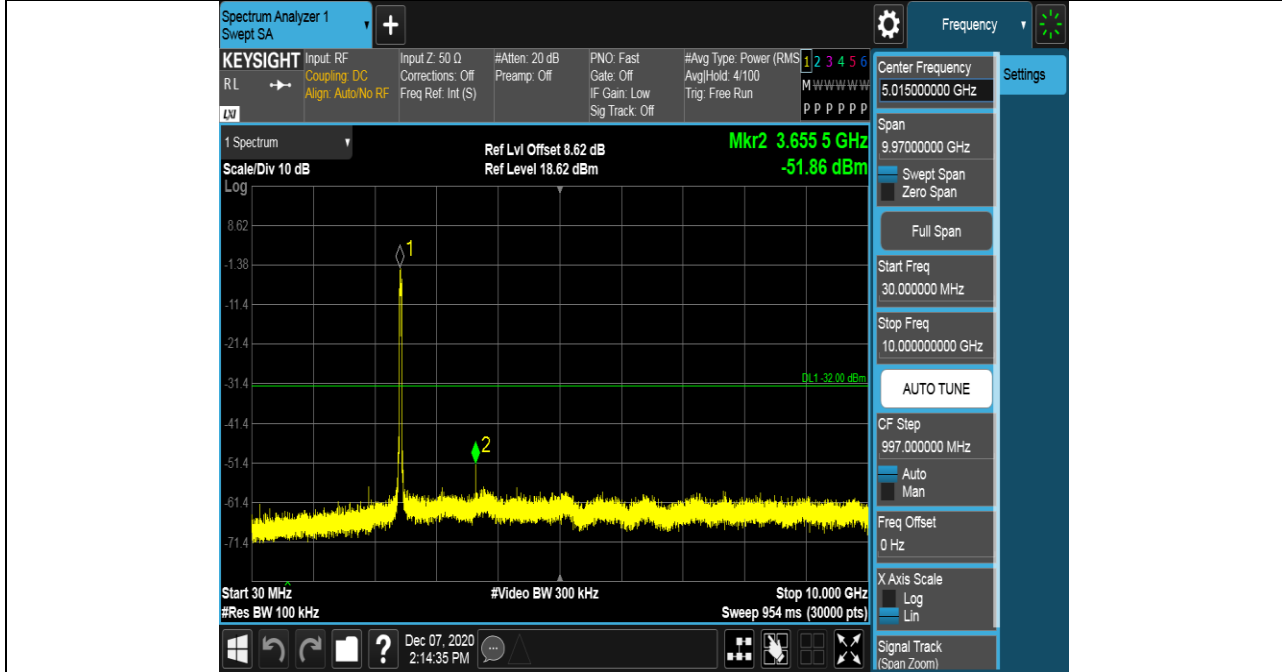 Spectrum Analyzer 1
Swept SA
+
Frequency
KEYSIGHT
RL
LXI
Input: RF
Coupling: DC
Align: Auto/No RF
Input Z: 50 Ω
Corrections: Off
Freq Ref: Int (S)
#Atten: 20 dB
Preamp: Off
PNO: Fast
Gate: Off
IF Gain: Low
Sig Track: Off
#Avg Type: Power (RMS
Avg|Hold: 4/100
Trig: Free Run
1 2 3 4 5 6
M W W W W W
P P P P P P
1 Spectrum
Scale/Div 10 dB
Ref Lvl Offset 8.62 dB
Ref Level 18.62 dBm
Mkr2 3.655 5 GHz
-51.86 dBm
Log
8.62
-1.38
-11.4
-21.4
-31.4
-41.4
-51.4
-61.4
-71.4
1
2
DL1 -32.00 dBm
Start 30 MHz
#Res BW 100 kHz
#Video BW 300 kHz
Stop 10.000 GHz
Sweep 954 ms (30000 pts)
?
Dec 07, 2020
2:14:35 PM
Center Frequency
5.015000000 GHz
Span
9.97000000 GHz
Swept Span
Zero Span
Full Span
Start Freq
30.000000 MHz
Stop Freq
10.000000000 GHz
AUTO TUNE
CF Step
997.000000 MHz
Auto
Man
Freq Offset
0 Hz
X Axis Scale
Log
Lin
Signal Track
(Span Zoom)
Settings